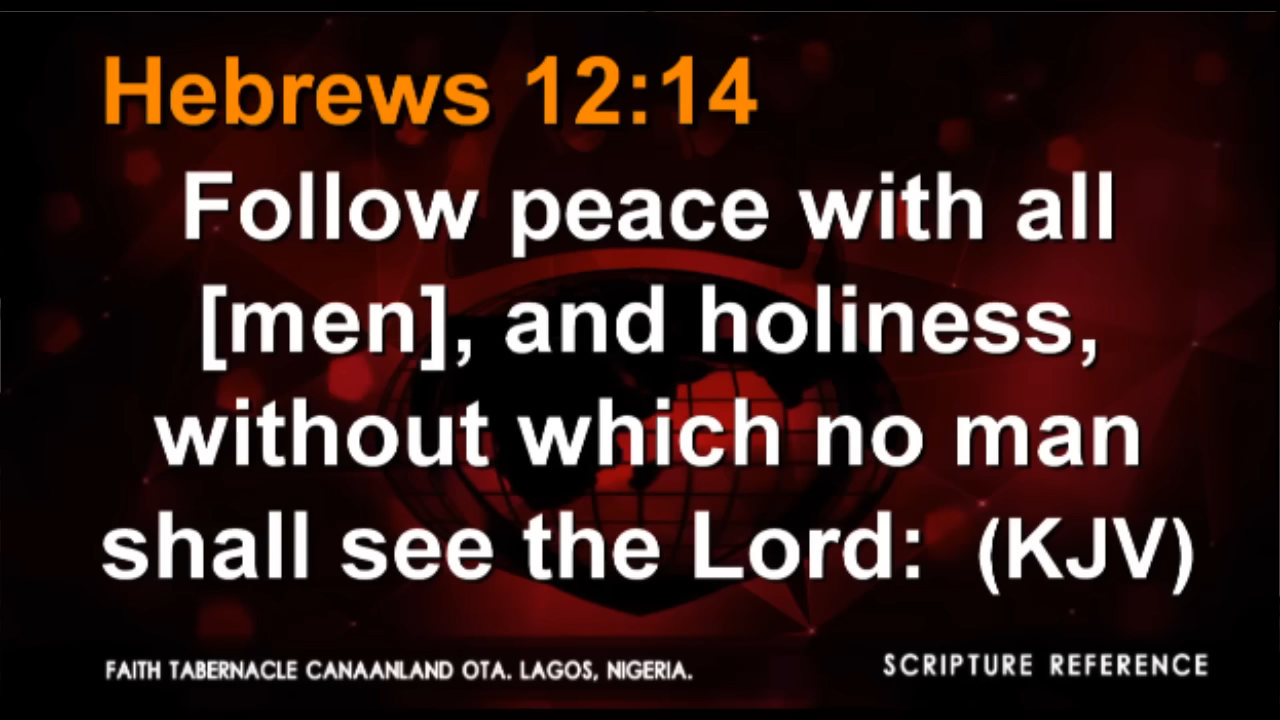 Hebrews 12:14
Follow peace with all
[men], and holiness,
without which no man
shall see the Lord:  (KJV)
FAITH TABERNACLE CANAANLAND OTA. LAGOS, NIGERIA.
SCRIPTURE REFERENCE